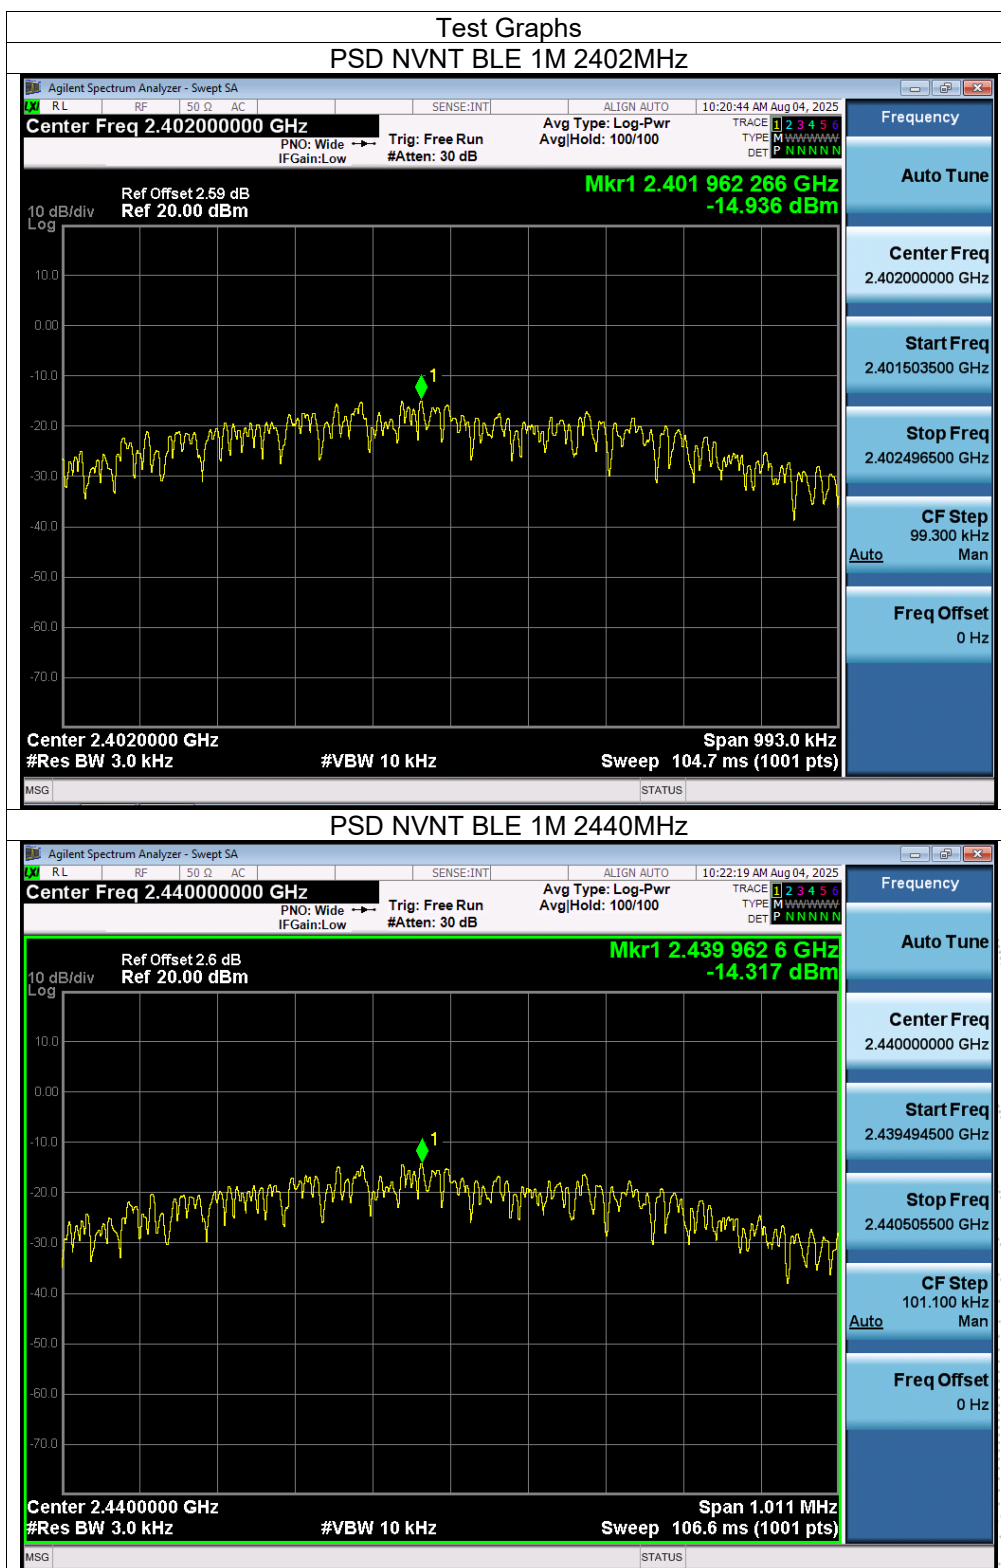 Test Graphs
PSD NVNT BLE 1M 2402MHz
Agilent Spectrum Analyzer - Swept SA
LXI RL RF 50 Ω AC SENSE:INT ALIGN AUTO 10:20:44 AM Aug 04, 2025
Center Freq 2.402000000 GHz
PNO: Wide
IFGain:Low
Trig: Free Run
#Atten: 30 dB
Avg Type: Log-Pwr
Avg|Hold: 100/100
TRACE 1 2 3 4 5 6
TYPE M WWWWW
DET P N N N N N
Frequency
Mkr1 2.401 962 266 GHz
-14.936 dBm
Ref Offset 2.59 dB
10 dB/div Ref 20.00 dBm
Log
10.0
0.00
-10.0
-20.0
-30.0
-40.0
-50.0
-60.0
-70.0
1
Auto Tune
Center Freq
2.402000000 GHz
Start Freq
2.401503500 GHz
Stop Freq
2.402496500 GHz
CF Step
99.300 kHz
Auto Man
Freq Offset
0 Hz
Center 2.4020000 GHz Span 993.0 kHz
#Res BW 3.0 kHz #VBW 10 kHz Sweep 104.7 ms (1001 pts)
MSG STATUS
PSD NVNT BLE 1M 2440MHz
Agilent Spectrum Analyzer - Swept SA
LXI RL RF 50 Ω AC SENSE:INT ALIGN AUTO 10:22:19 AM Aug 04, 2025
Center Freq 2.440000000 GHz
PNO: Wide
IFGain:Low
Trig: Free Run
#Atten: 30 dB
Avg Type: Log-Pwr
Avg|Hold: 100/100
TRACE 1 2 3 4 5 6
TYPE M WWWWW
DET P N N N N N
Frequency
Mkr1 2.439 962 6 GHz
-14.317 dBm
Ref Offset 2.6 dB
10 dB/div Ref 20.00 dBm
Log
10.0
0.00
-10.0
-20.0
-30.0
-40.0
-50.0
-60.0
-70.0
1
Auto Tune
Center Freq
2.440000000 GHz
Start Freq
2.439494500 GHz
Stop Freq
2.440505500 GHz
CF Step
101.100 kHz
Auto Man
Freq Offset
0 Hz
Center 2.4400000 GHz Span 1.011 MHz
#Res BW 3.0 kHz #VBW 10 kHz Sweep 106.6 ms (1001 pts)
MSG STATUS